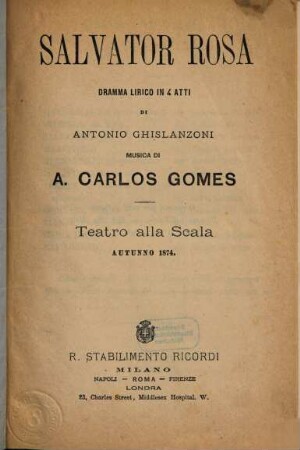 SALVATOR ROSA
DRAMMA LIRICO IN 4 ATTI
DI
ANTONIO GHISLANZONI
MUSICA DI
A. CARLOS GOMES
Teatro alla Scala
AUTUNNO 1874.
R. STABILIMENTO RICORDI
MILANO
NAPOLI — ROMA — FIRENZE
LONDRA
23, Charles Street, Middlesex Hospital. W.